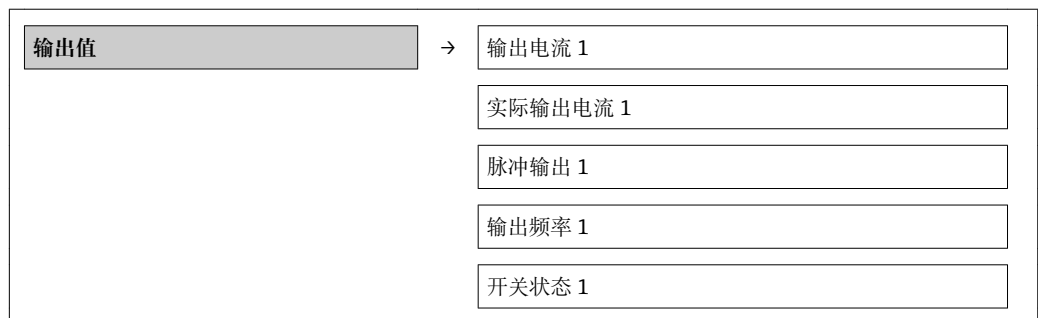 输出值 → 输出电流 1
实际输出电流 1
脉冲输出 1
输出频率 1
开关状态 1